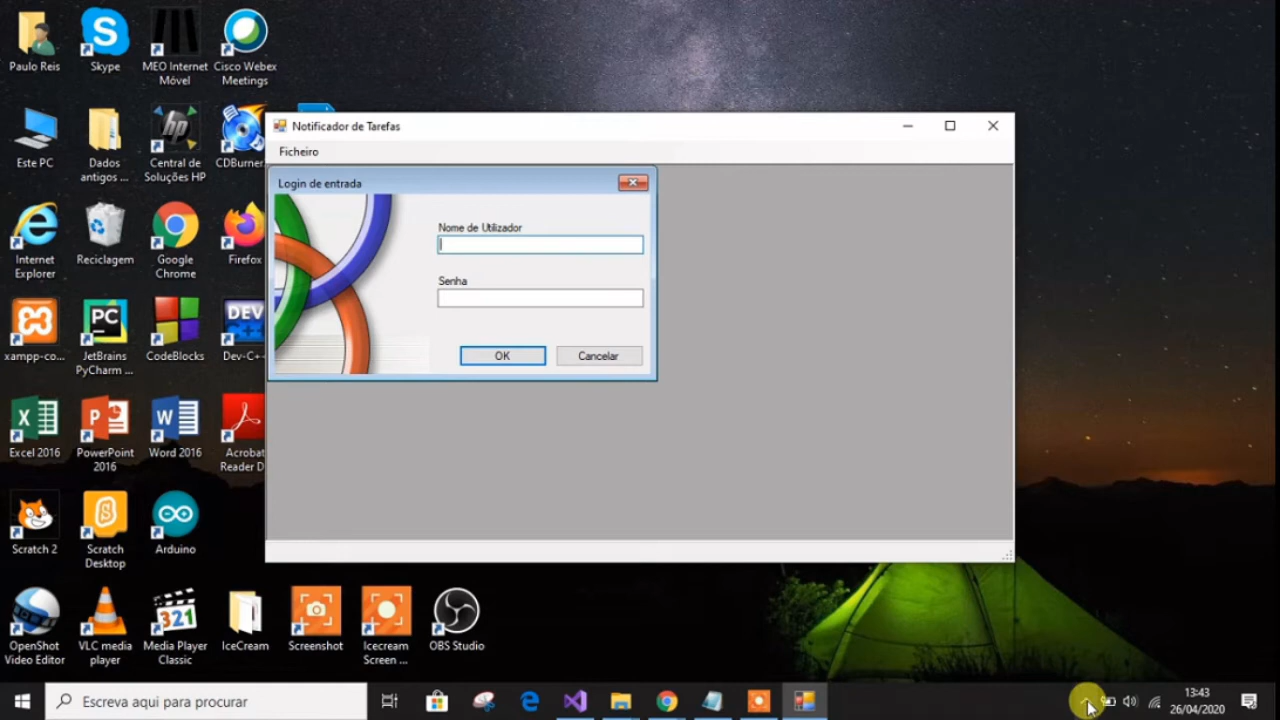 Paulo Reis
Skype
MEO Internet
Móvel
Cisco Webex
Meetings
Este PC
Dados
antigos ...
Central de
Soluções HP
CDBurner
Internet
Explorer
Reciclagem
Google
Chrome
Firefox
xampp-co...
JetBrains
PyCharm ...
CodeBlocks
Dev-C+
Excel 2016
PowerPoint
2016
Word 2016
Acrobat
Reader D
Scratch 2
Scratch
Desktop
Arduino
OpenShot
Video Editor
VLC media
player
Media Player
Classic
IceCream
Screenshot
Icecream
Screen ...
OBS Studio
Notificador de Tarefas
Ficheiro
Login de entrada
Nome de Utilizador
Senha
OK
Cancelar
Escreva aqui para procurar
13:43
26/04/2020